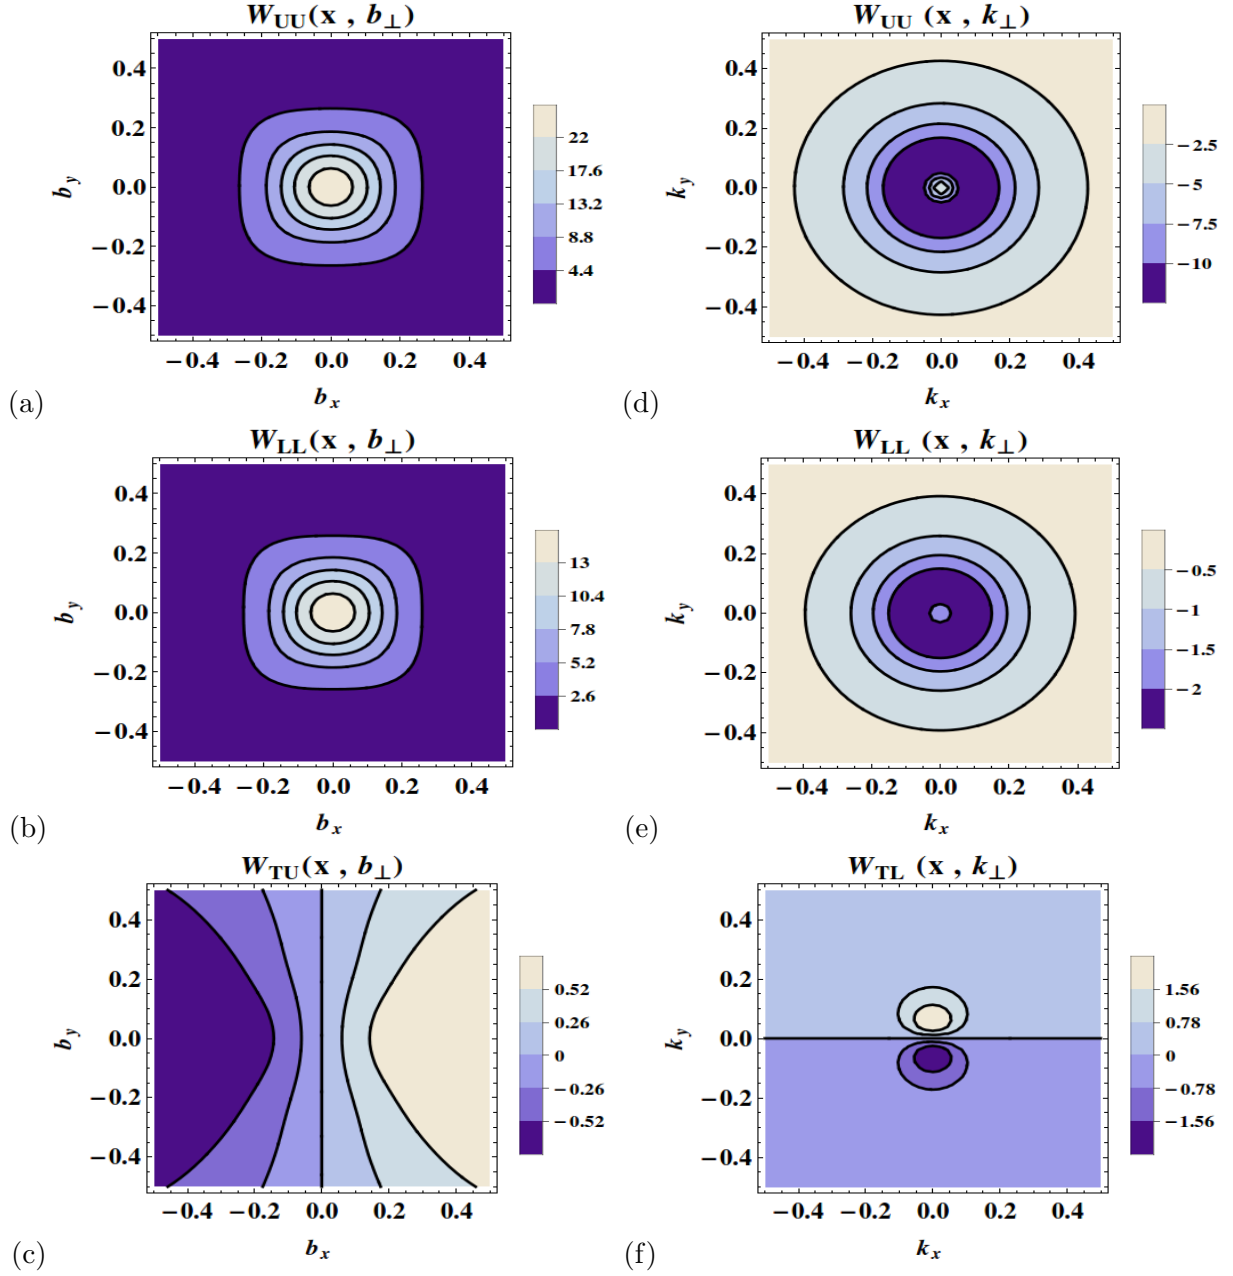 W_UU(x , b_⊥)
0.4
0.2
0.0
−0.2
−0.4
b_y
−0.4 −0.2 0.0 0.2 0.4
b_x
22
17.6
13.2
8.8
4.4
(a)
W_UU (x , k_⊥)
0.4
0.2
0.0
−0.2
−0.4
k_y
−0.4 −0.2 0.0 0.2 0.4
k_x
−2.5
−5
−7.5
−10
(d)
W_LL(x , b_⊥)
0.4
0.2
0.0
−0.2
−0.4
b_y
−0.4 −0.2 0.0 0.2 0.4
b_x
13
10.4
7.8
5.2
2.6
(b)
W_LL (x , k_⊥)
0.4
0.2
0.0
−0.2
−0.4
k_y
−0.4 −0.2 0.0 0.2 0.4
k_x
−0.5
−1
−1.5
−2
(e)
W_TU(x , b_⊥)
0.4
0.2
0.0
−0.2
−0.4
b_y
−0.4 −0.2 0.0 0.2 0.4
b_x
0.52
0.26
0
−0.26
−0.52
(c)
W_TL (x , k_⊥)
0.4
0.2
0.0
−0.2
−0.4
k_y
−0.4 −0.2 0.0 0.2 0.4
k_x
1.56
0.78
0
−0.78
−1.56
(f)